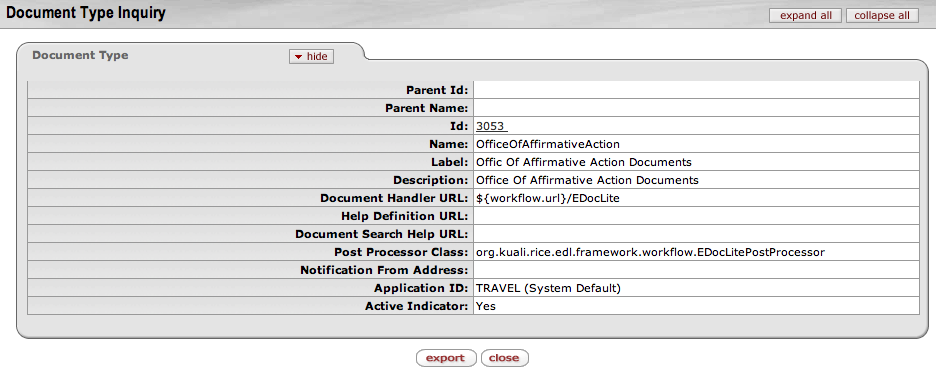 Document Type Inquiry
expand all collapse all
Document Type hide
Parent Id:
Parent Name:
Id: 3053
Name: OfficeOfAffirmativeAction
Label: Offic Of Affirmative Action Documents
Description: Office Of Affirmative Action Documents
Document Handler URL: ${workflow.url}/EDocLite
Help Definition URL:
Document Search Help URL:
Post Processor Class: org.kuali.rice.edl.framework.workflow.EDocLitePostProcessor
Notification From Address:
Application ID: TRAVEL (System Default)
Active Indicator: Yes
export close